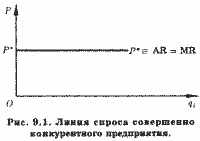 P
P* P* ≡ AR = MR
O qᵢ
Рис. 9.1. Линия спроса совершенно
конкурентного предприятия.